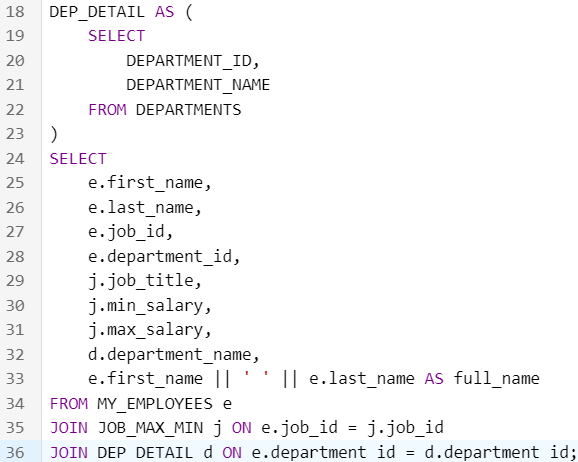 18 DEP_DETAIL AS (
19     SELECT
20         DEPARTMENT_ID,
21         DEPARTMENT_NAME
22     FROM DEPARTMENTS
23 )
24 SELECT
25     e.first_name,
26     e.last_name,
27     e.job_id,
28     e.department_id,
29     j.job_title,
30     j.min_salary,
31     j.max_salary,
32     d.department_name,
33     e.first_name || ' ' || e.last_name AS full_name
34 FROM MY_EMPLOYEES e
35 JOIN JOB_MAX_MIN j ON e.job_id = j.job_id
36 JOIN DEP_DETAIL d ON e.department_id = d.department_id;